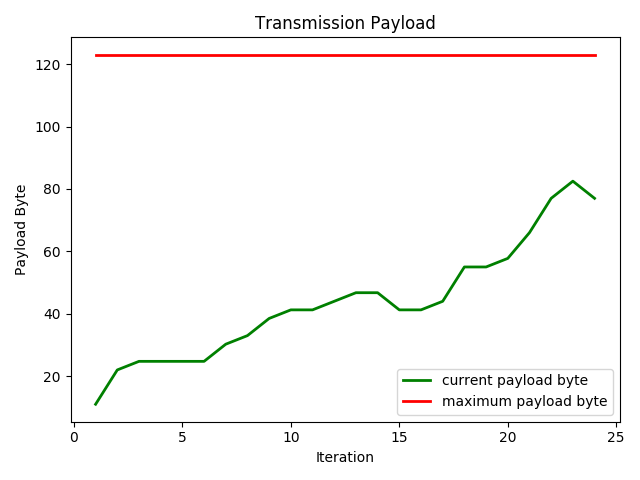 Transmission Payload
120
100
80
60
40
20
Payload Byte
0
5
10
15
20
25
Iteration
current payload byte
maximum payload byte